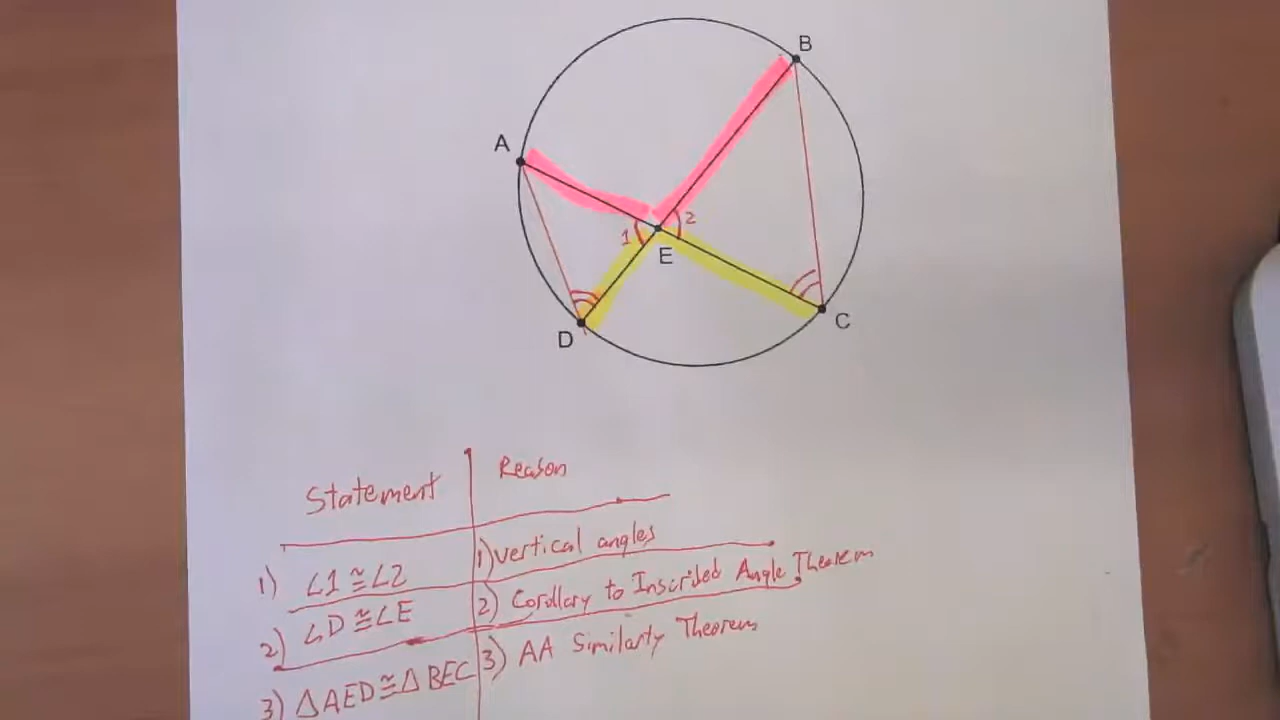 B
A
2
1
E
C
D
Statement Reason
1) ∠1 ≅ ∠2 1) vertical angles
2) ∠D ≅ ∠E 2) Corollary to Inscribed Angle Theorem
3) △AED ≅ △BEC 3) AA Similarty Theorem